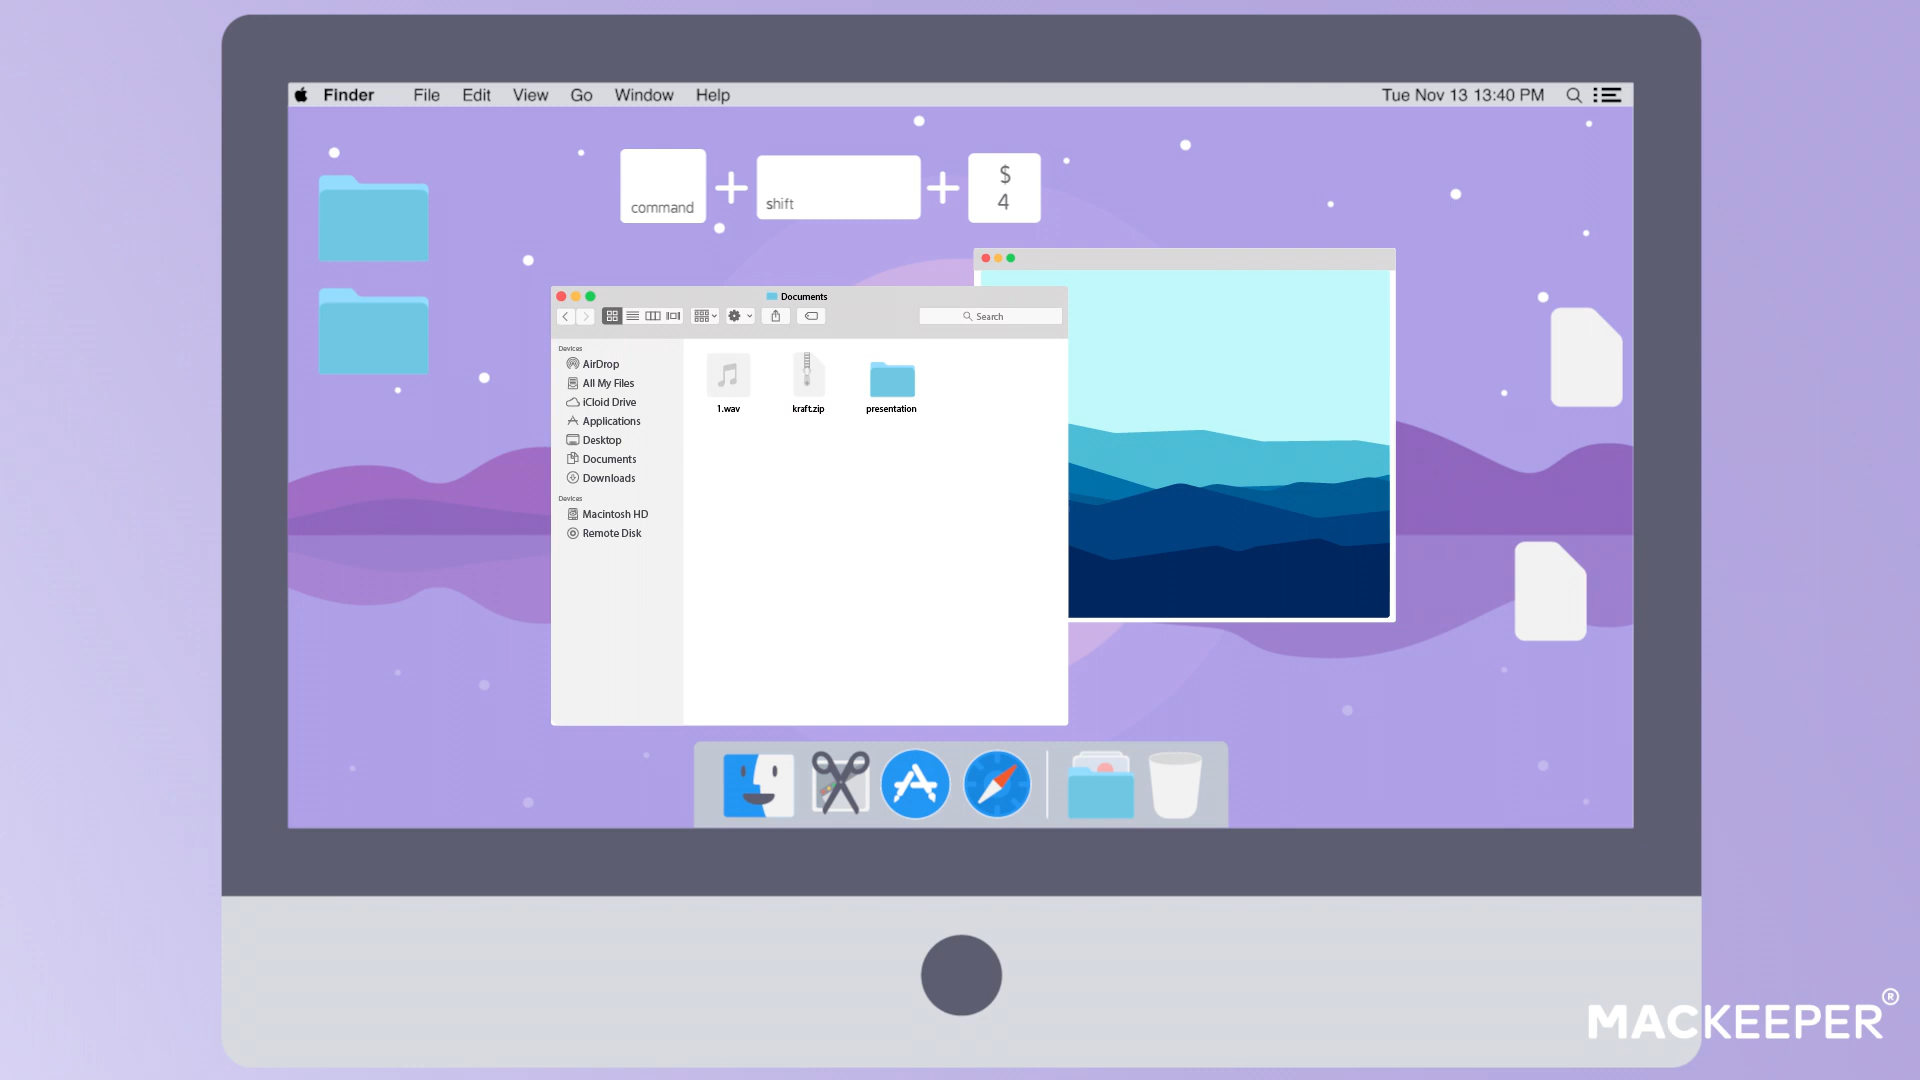 Finder File Edit View Go Window Help Tue Nov 13 13:40 PM
command + shift + $
4
Documents
Search
Devices
AirDrop
All My Files
iCloid Drive
Applications
Desktop
Documents
Downloads
Devices
Macintosh HD
Remote Disk
1.wav kraft.zip presentation
MACKEEPER®